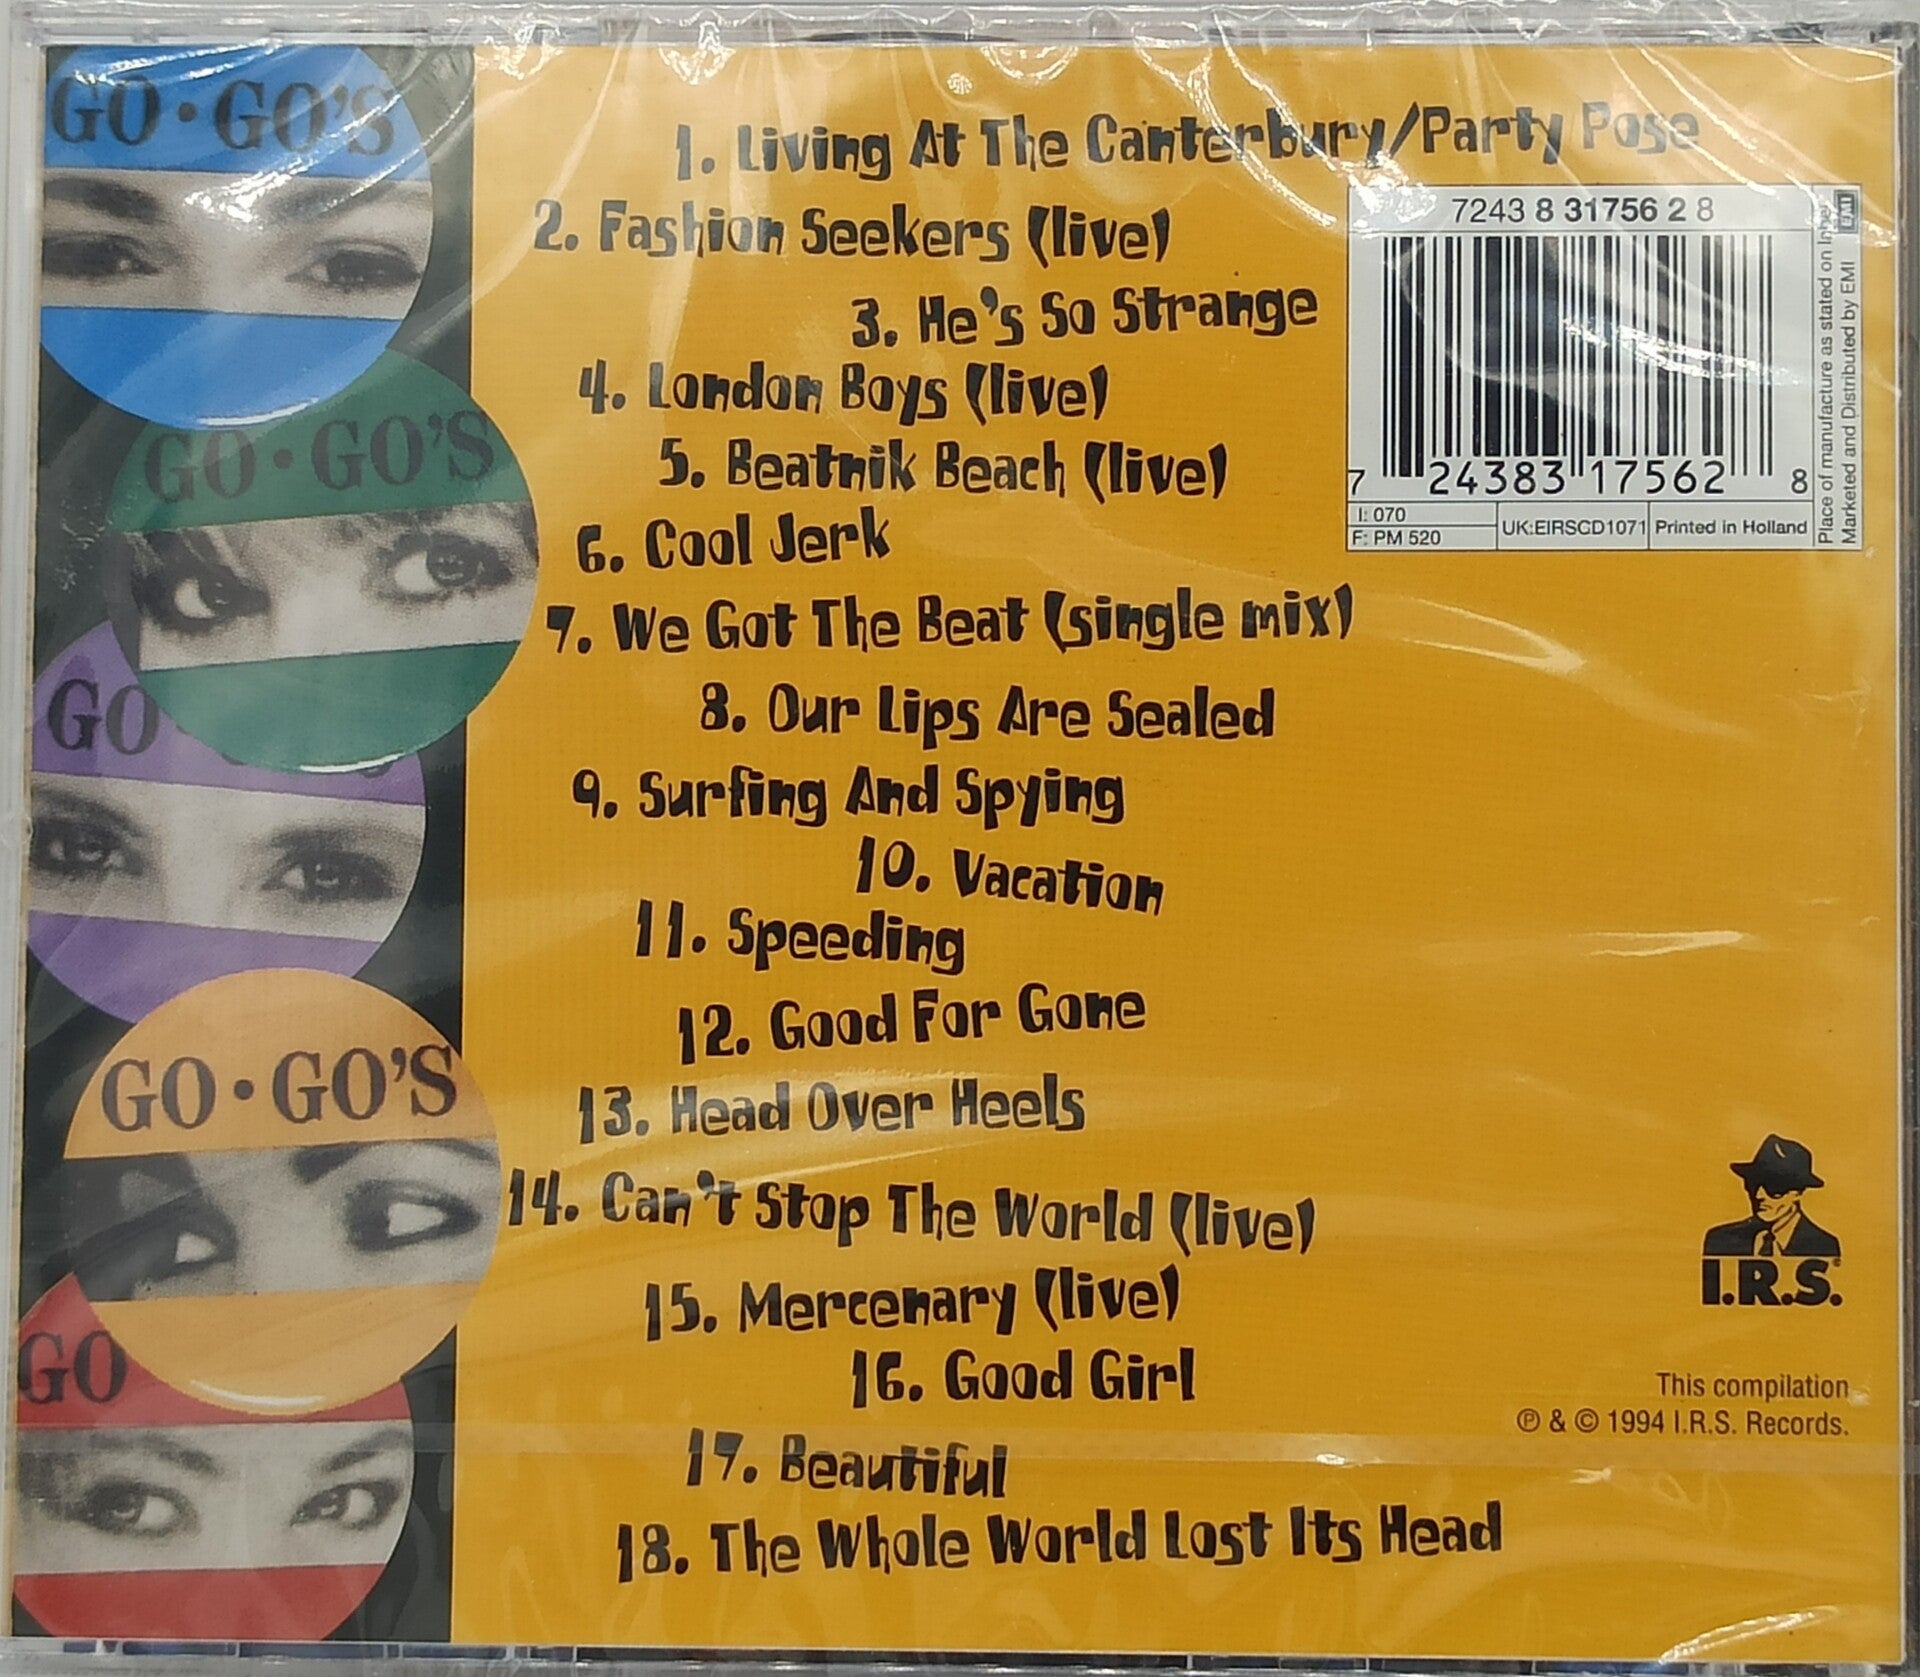 GO•GO'S
GO•GO'S
GO
GO•GO'S
GO
1. Living At The Canterbury/Party Pose
2. Fashion Seekers (live)
3. He's So Strange
4. London Boys (live)
5. Beatnik Beach (live)
6. Cool Jerk
7. We Got The Beat (single mix)
8. Our Lips Are Sealed
9. Surfing And Spying
10. Vacation
11. Speeding
12. Good For Gone
13. Head Over Heels
14. Can't Stop The World (live)
15. Mercenary (live)
16. Good Girl
17. Beautiful
18. The Whole World Lost Its Head
7243 8 31756 2 8
7 24383 17562 8
I: 070
F: PM 520
UK:EIRSCD1071
Printed in Holland
Place of manufacture as stated on
Marketed and Distributed by EMI
EMI
I.R.S.
This compilation
℗ & © 1994 I.R.S. Records.